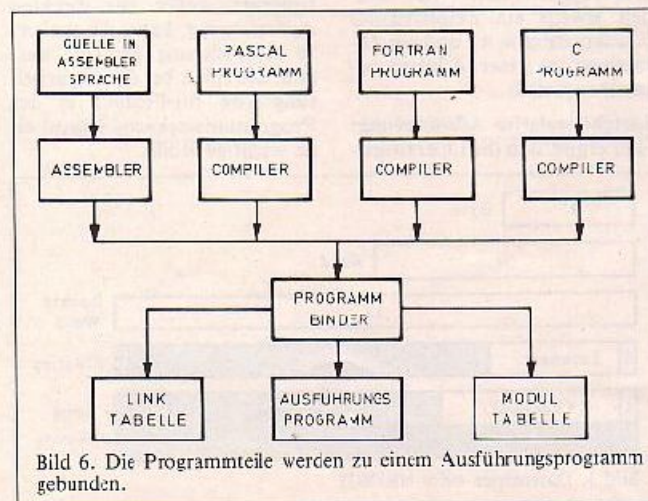 QUELLE IN
ASSEMBLER
SPRACHE
PASCAL
PROGRAMM
FORTRAN
PROGRAMM
C
PROGRAMM
ASSEMBLER
COMPILER
COMPILER
COMPILER
PROGRAMM
BINDER
LINK
TABELLE
AUSFÜHRUNGS
PROGRAMM
MODUL
TABELLE
Bild 6. Die Programmteile werden zu einem Ausführungsprogramm
gebunden.